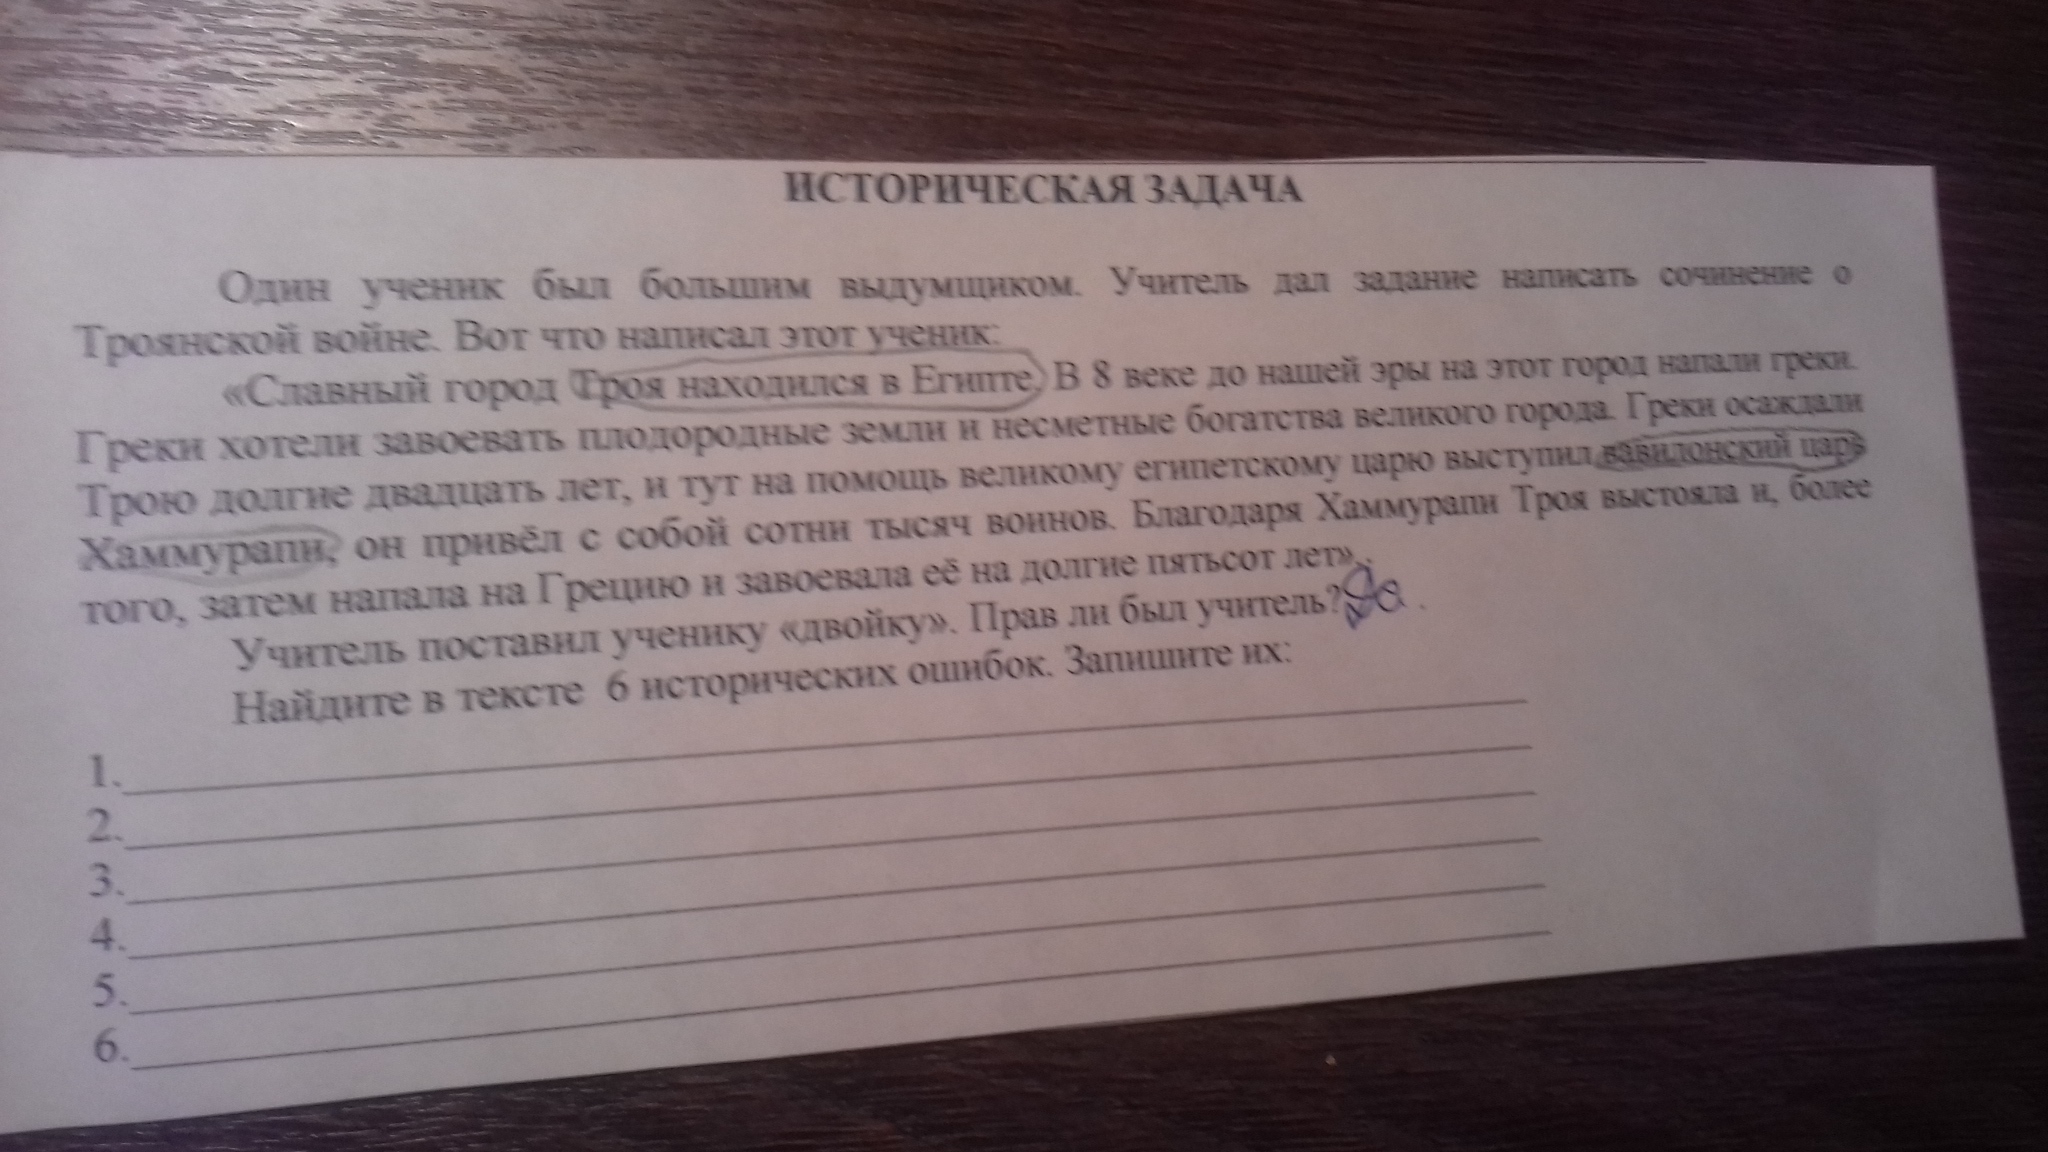 ИСТОРИЧЕСКАЯ ЗАДАЧА
Один ученик был большим выдумщиком. Учитель дал задание написать сочинение о
Троянской войне. Вот что написал этот ученик:
«Славный город Троя находился в Египте. В 8 веке до нашей эры на этот город напали греки.
Греки хотели завоевать плодородные земли и несметные богатства великого города. Греки осаждали
Трою долгие двадцать лет, и тут на помощь великому египетскому царю выступил вавилонский царь
Хаммурапи, он привёл с собой сотни тысяч воинов. Благодаря Хаммурапи Троя выстояла и, более
того, затем напала на Грецию и завоевала её на долгие пятьсот лет».
Учитель поставил ученику «двойку». Прав ли был учитель? Да.
Найдите в тексте 6 исторических ошибок. Запишите их:
1.
2.
3.
4.
5.
6.